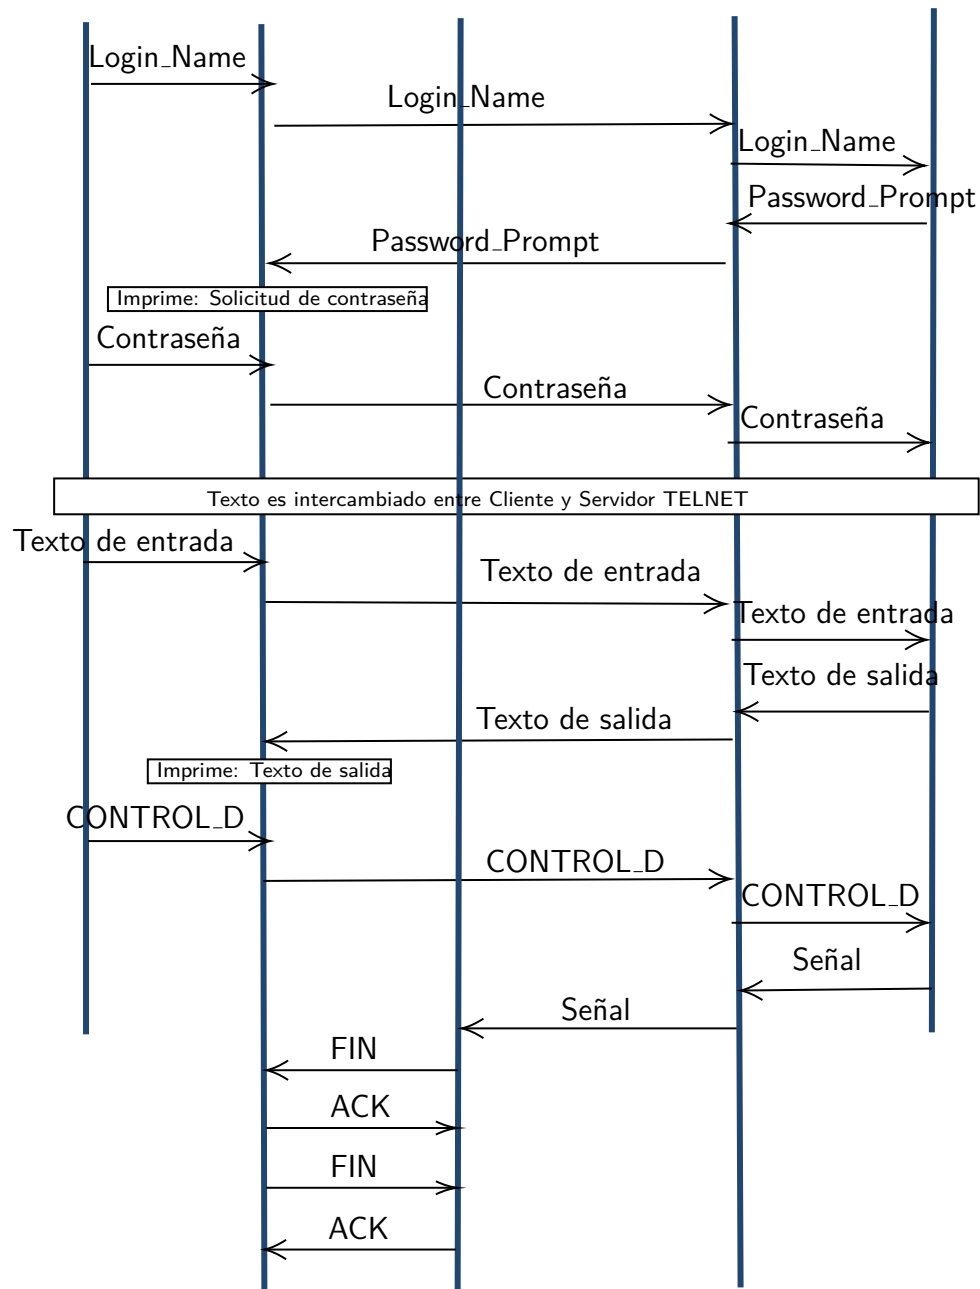 Login_Name
Login_Name
Login_Name
Password_Prompt
Password_Prompt
Imprime: Solicitud de contraseña
Contraseña
Contraseña
Contraseña
Texto es intercambiado entre Cliente y Servidor TELNET
Texto de entrada
Texto de entrada
Texto de entrada
Texto de salida
Texto de salida
Imprime: Texto de salida
CONTROL_D
CONTROL_D
CONTROL_D
Señal
Señal
FIN
ACK
FIN
ACK